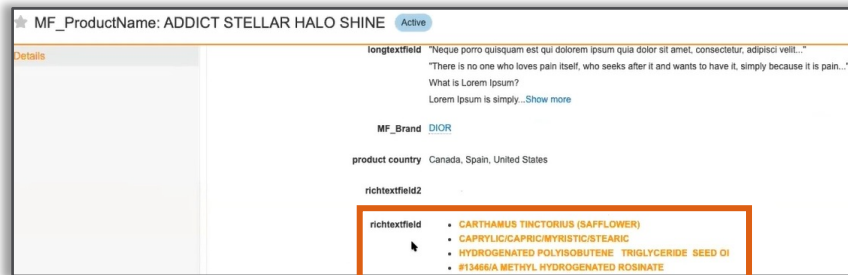 MF_ProductName: ADDICT STELLAR HALO SHINE Active
Details
longtextfield "Neque porro quisquam est qui dolorem ipsum quia dolor sit amet, consectetur, adipisci velit..."
"There is no one who loves pain itself, who seeks after it and wants to have it, simply because it is pain..."
What is Lorem Ipsum?
Lorem Ipsum is simply...Show more
MF_Brand DIOR
product country Canada, Spain, United States
richtextfield2
richtextfield • CARTHAMUS TINCTORIUS (SAFFLOWER)
• CAPRYLIC/CAPRIC/MYRISTIC/STEARIC
• HYDROGENATED POLYISOBUTENE TRIGLYCERIDE SEED OI
• #13466/A METHYL HYDROGENATED ROSINATE